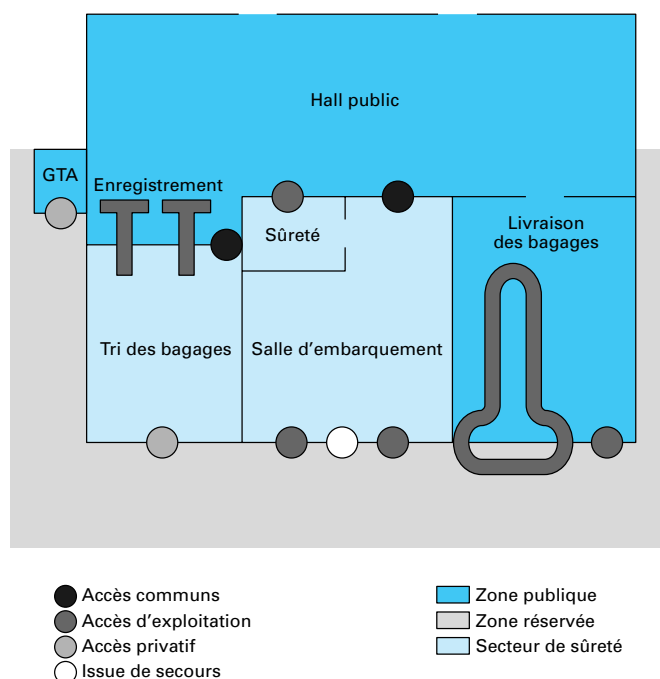 Hall public
GTA
Enregistrement
Sûreté
Livraison
des bagages
Tri des bagages
Salle d'embarquement
Accès communs
Accès d'exploitation
Accès privatif
Issue de secours
Zone publique
Zone réservée
Secteur de sûreté